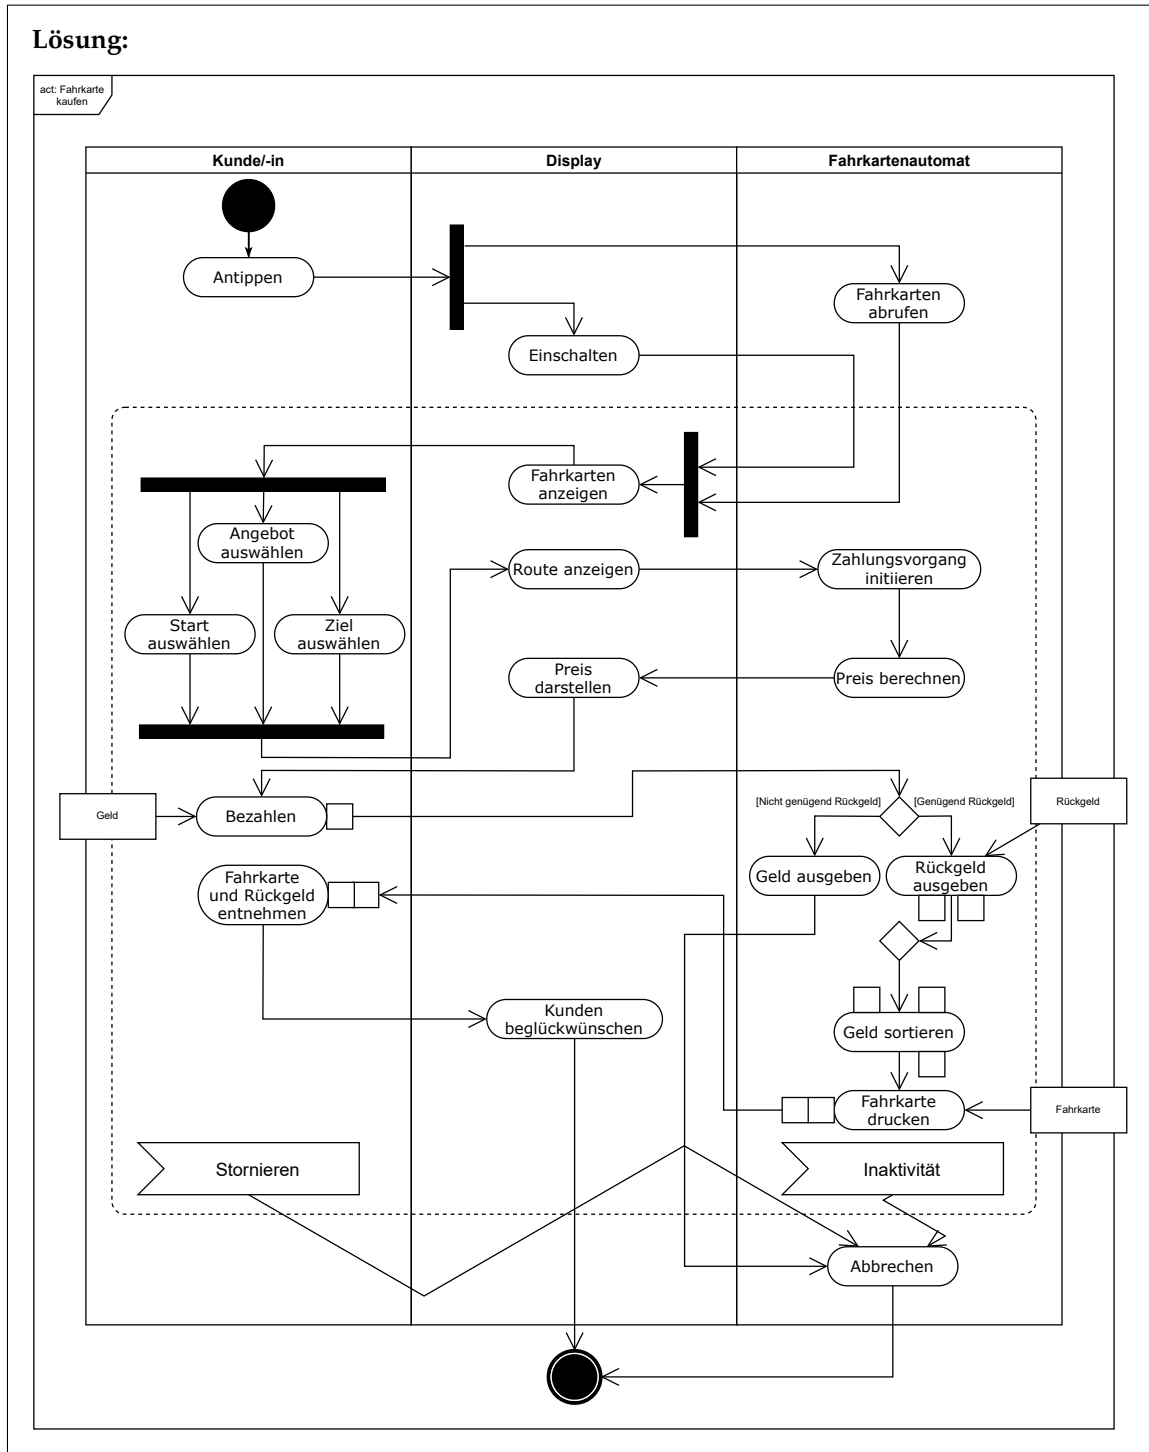 Lösung:
act: Fahrkarte
kaufen
Kunde/-in
Display
Fahrkartenautomat
Antippen
Fahrkarten
abrufen
Einschalten
Fahrkarten
anzeigen
Angebot
auswählen
Route anzeigen
Zahlungsvorgang
initiieren
Start
auswählen
Ziel
auswählen
Preis
darstellen
Preis berechnen
Geld
Bezahlen
[Nicht genügend Rückgeld]
[Genügend Rückgeld]
Rückgeld
Fahrkarte
und Rückgeld
entnehmen
Geld ausgeben
Rückgeld
ausgeben
Kunden
beglückwünschen
Geld sortieren
Fahrkarte
drucken
Fahrkarte
Stornieren
Inaktivität
Abbrechen